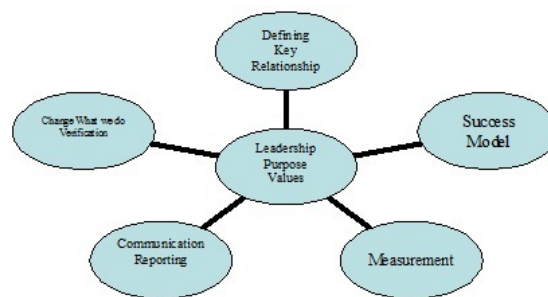 Defining
Key
Relationship
Change What we do
Verification
Success
Model
Leadership
Purpose
Values
Communication
Reporting
Measurement